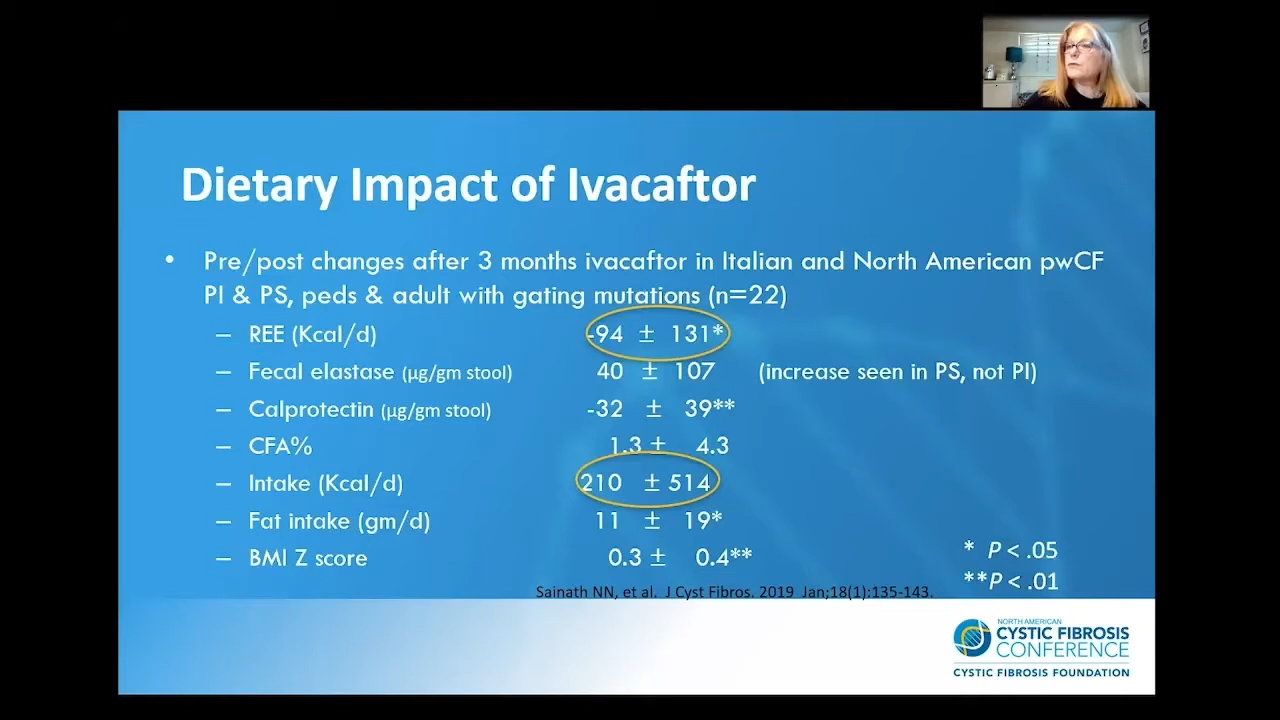 Dietary Impact of Ivacaftor
• Pre/post changes after 3 months ivacaftor in Italian and North American pwCF
PI & PS, peds & adult with gating mutations (n=22)
– REE (Kcal/d) -94 ± 131*
– Fecal elastase (µg/gm stool) 40 ± 107 (increase seen in PS, not PI)
– Calprotectin (µg/gm stool) -32 ± 39**
– CFA% 1.3 ± 4.3
– Intake (Kcal/d) 210 ± 514
– Fat intake (gm/d) 11 ± 19*
– BMI Z score 0.3 ± 0.4**
* P < .05
**P < .01
Sainath NN, et al. J Cyst Fibros. 2019 Jan;18(1):135-143.
NORTH AMERICAN
CYSTIC FIBROSIS
CONFERENCE
CYSTIC FIBROSIS FOUNDATION